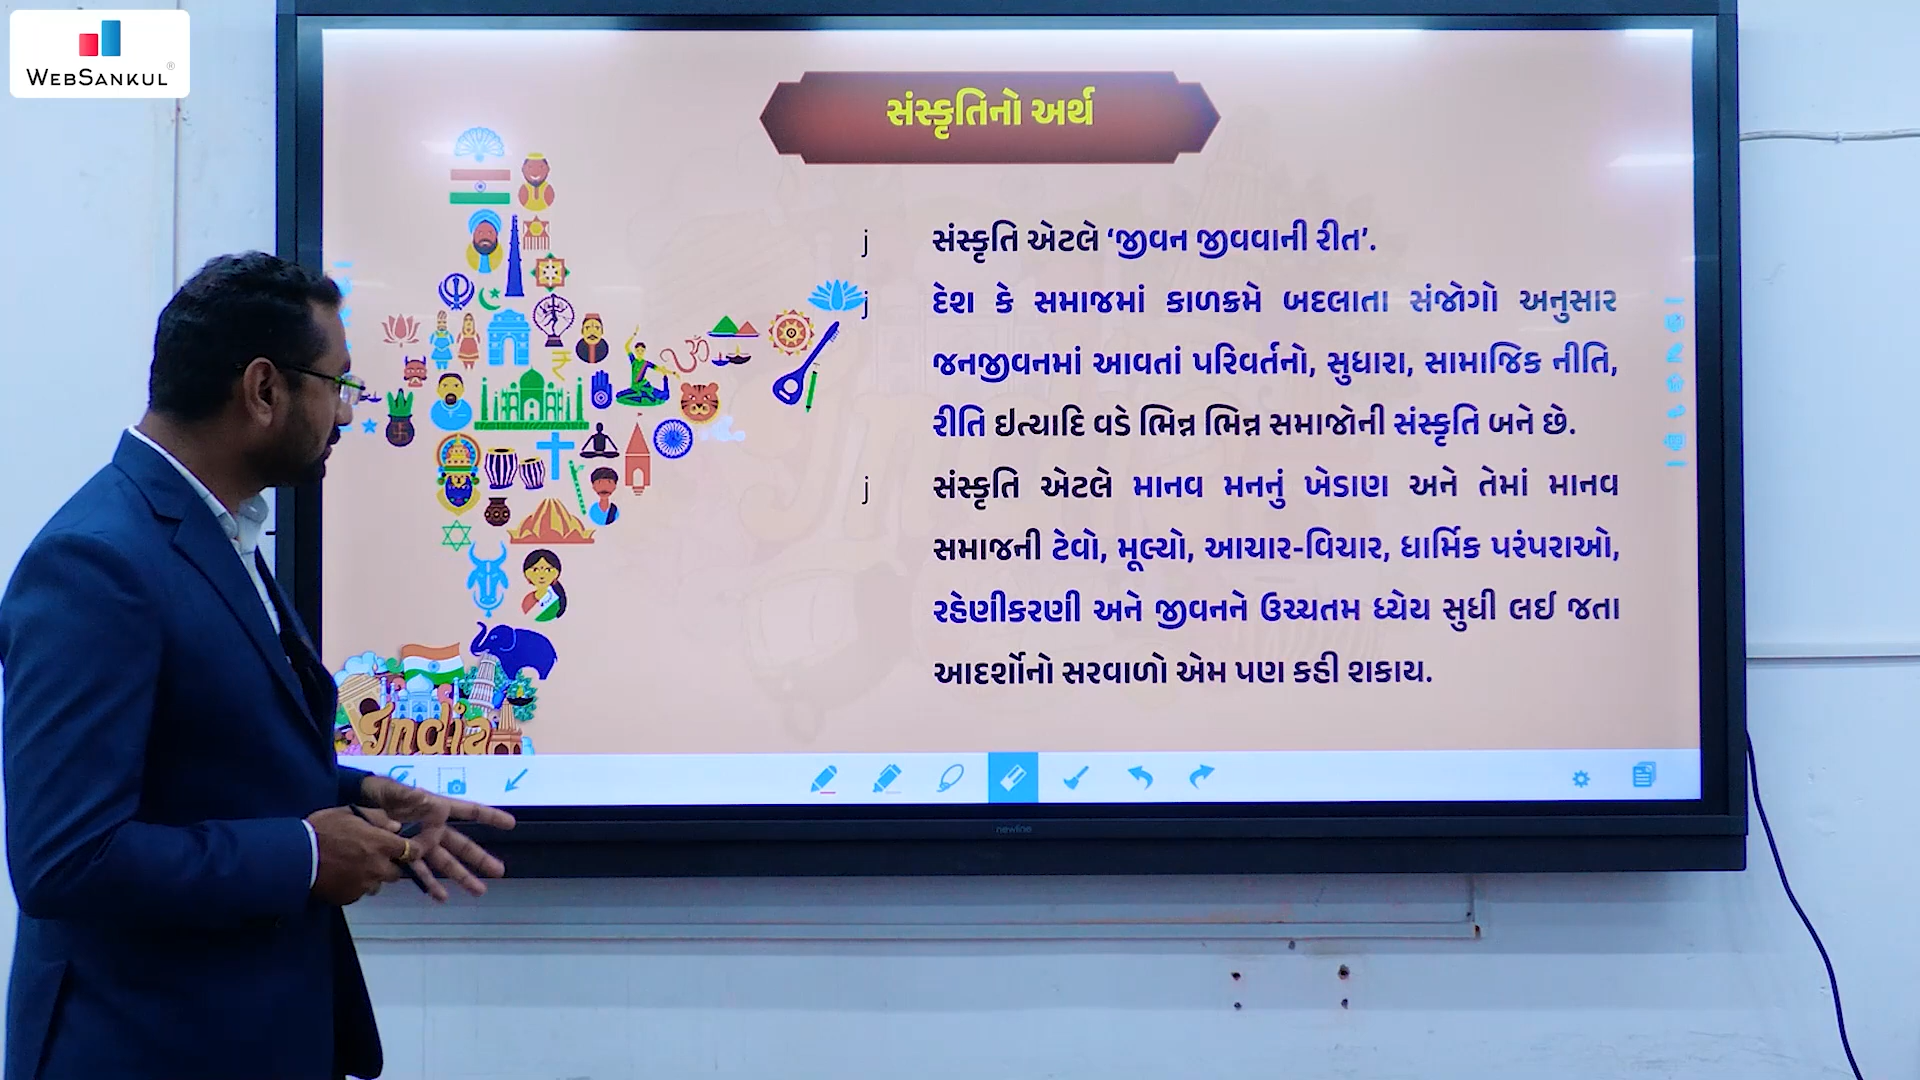 WEBSANKUL®
સંસ્કૃતિનો અર્થ
j સંસ્કૃતિ એટલે ‘જીવન જીવવાની રીત’.
j દેશ કે સમાજમાં કાળક્રમે બદલાતા સંજોગો અનુસાર
જનજીવનમાં આવતાં પરિવર્તનો, સુધારા, સામાજિક નીતિ,
રીતિ ઇત્યાદિ વડે ભિન્ન ભિન્ન સમાજોની સંસ્કૃતિ બને છે.
j સંસ્કૃતિ એટલે માનવ મનનું ખેડાણ અને તેમાં માનવ
સમાજની ટેવો, મૂલ્યો, આચાર-વિચાર, ધાર્મિક પરંપરાઓ,
રહેણીકરણી અને જીવનને ઉચ્ચતમ ધ્યેય સુધી લઈ જતા
આદર્શોનો સરવાળો એમ પણ કહી શકાય.
India
newline